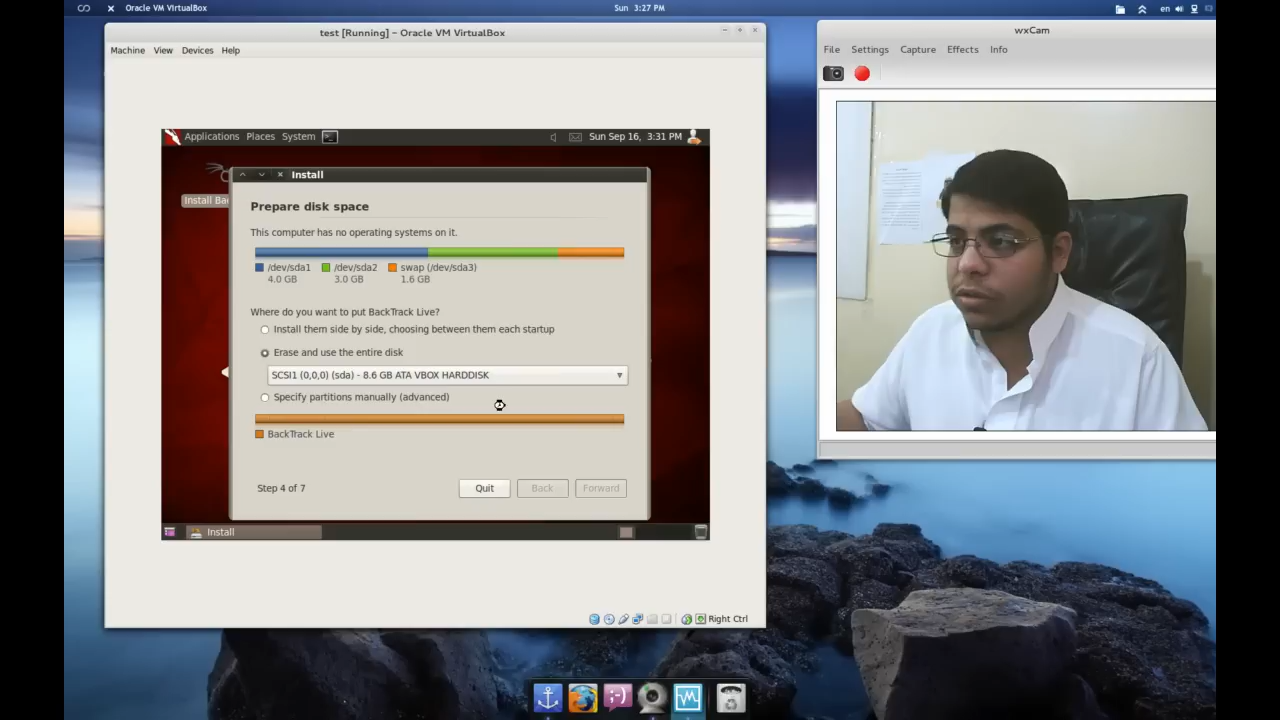 Oracle VM VirtualBox
Sun 3:27 PM
en
test [Running] – Oracle VM VirtualBox
Machine View Devices Help
Applications Places System
Sun Sep 16, 3:31 PM
Install
Install Ba
Prepare disk space
This computer has no operating systems on it.
/dev/sda1
4.0 GB
/dev/sda2
3.0 GB
swap (/dev/sda3)
1.6 GB
Where do you want to put BackTrack Live?
Install them side by side, choosing between them each startup
Erase and use the entire disk
SCSI1 (0,0,0) (sda) - 8.6 GB ATA VBOX HARDDISK
Specify partitions manually (advanced)
BackTrack Live
Step 4 of 7
Quit
Back
Forward
Install
Right Ctrl
wxCam
File Settings Capture Effects Info